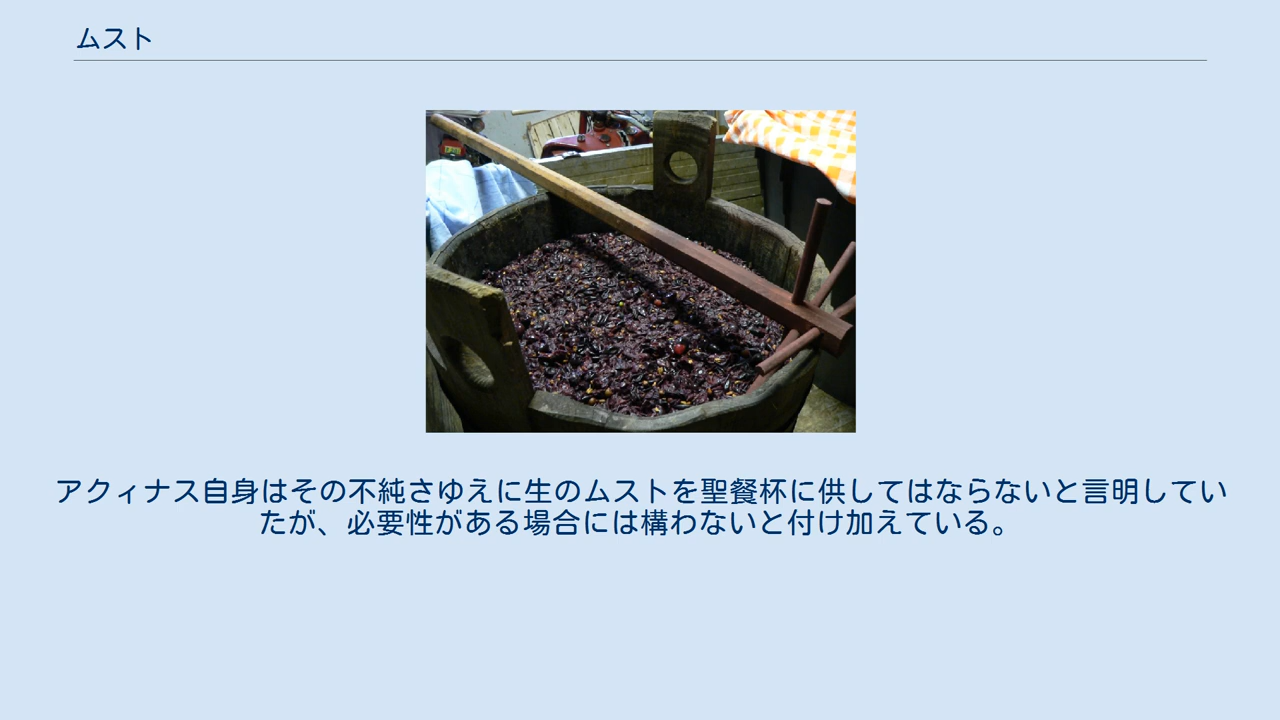 ムスト
アクィナス自身はその不純さゆえに生のムストを聖餐杯に供してはならないと言明してい
たが、必要性がある場合には構わないと付け加えている。